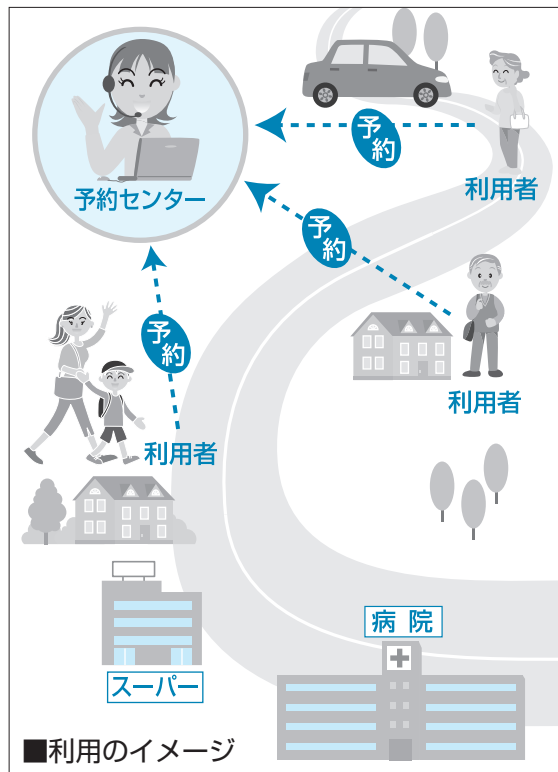 予約センター
予約
利用者
予約
利用者
予約
利用者
病院
スーパー
■利用のイメージ